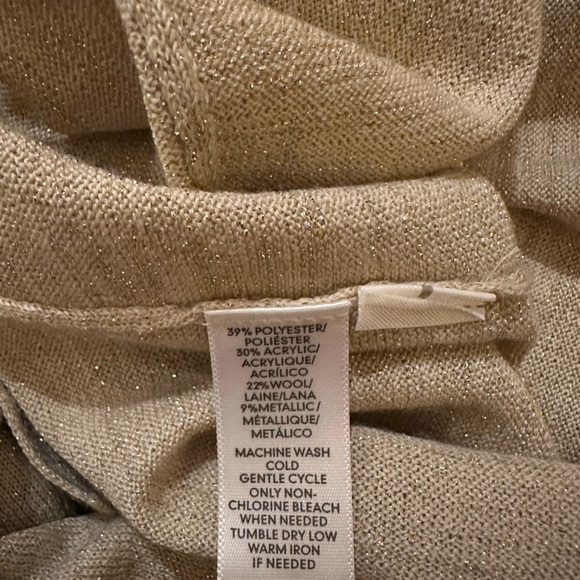 39% POLYESTER/
POLIÉSTER
30% ACRYLIC/
ACRYLIQUE/
ACRÍLICO
22%WOOL/
LAINE/LANA
9%METALLIC/
MÉTALLIQUE/
METÁLICO
MACHINE WASH
COLD
GENTLE CYCLE
ONLY NON-
CHLORINE BLEACH
WHEN NEEDED
TUMBLE DRY LOW
WARM IRON
IF NEEDED